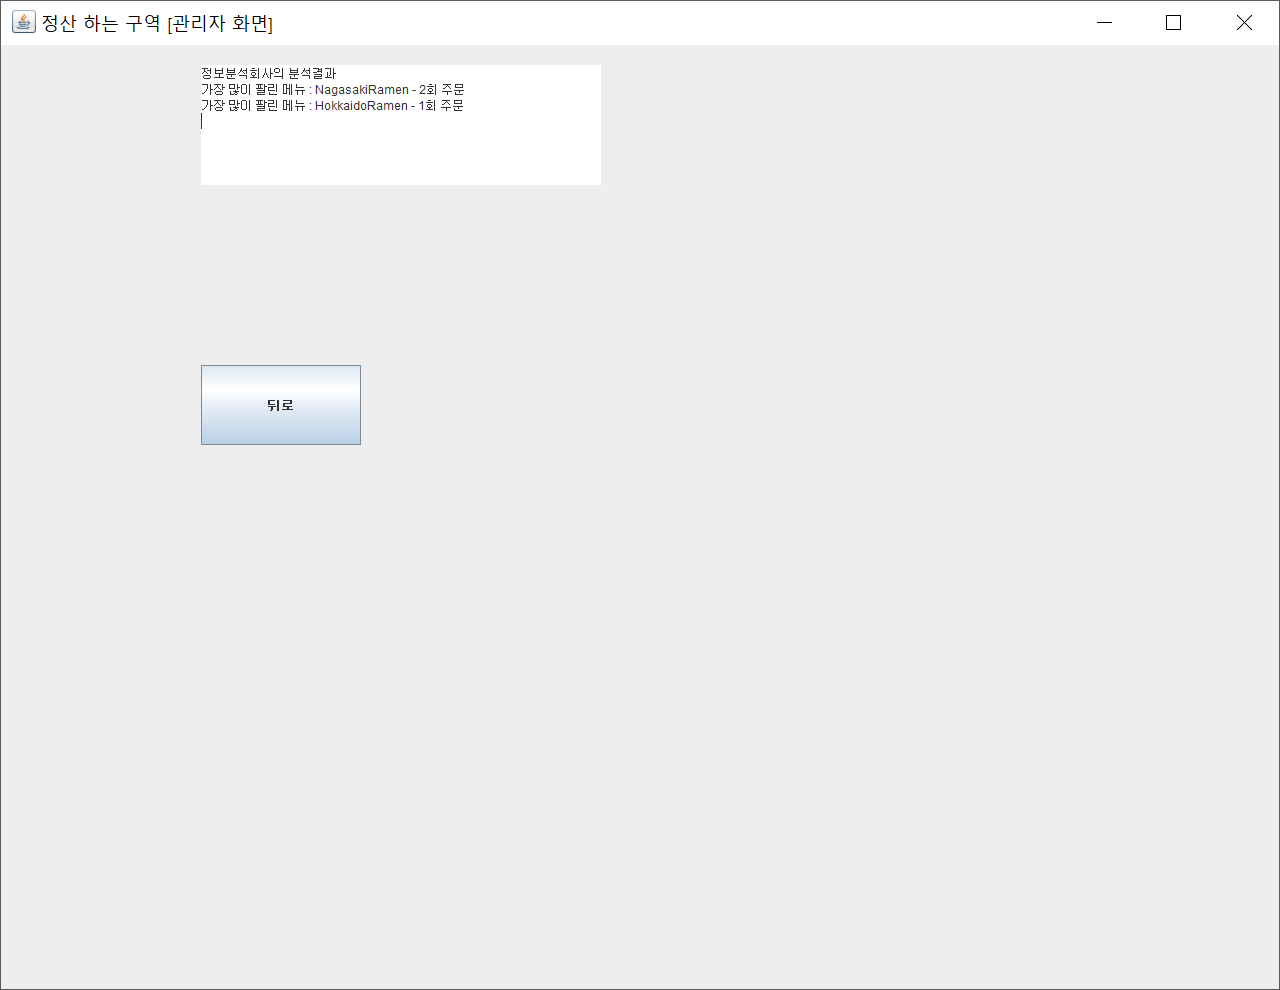 정산 하는 구역 [관리자 화면]
정보분석회사의 분석결과
가장 많이 팔린 메뉴 : NagasakiRamen - 2회 주문
가장 많이 팔린 메뉴 : HokkaidoRamen - 1회 주문
뒤로